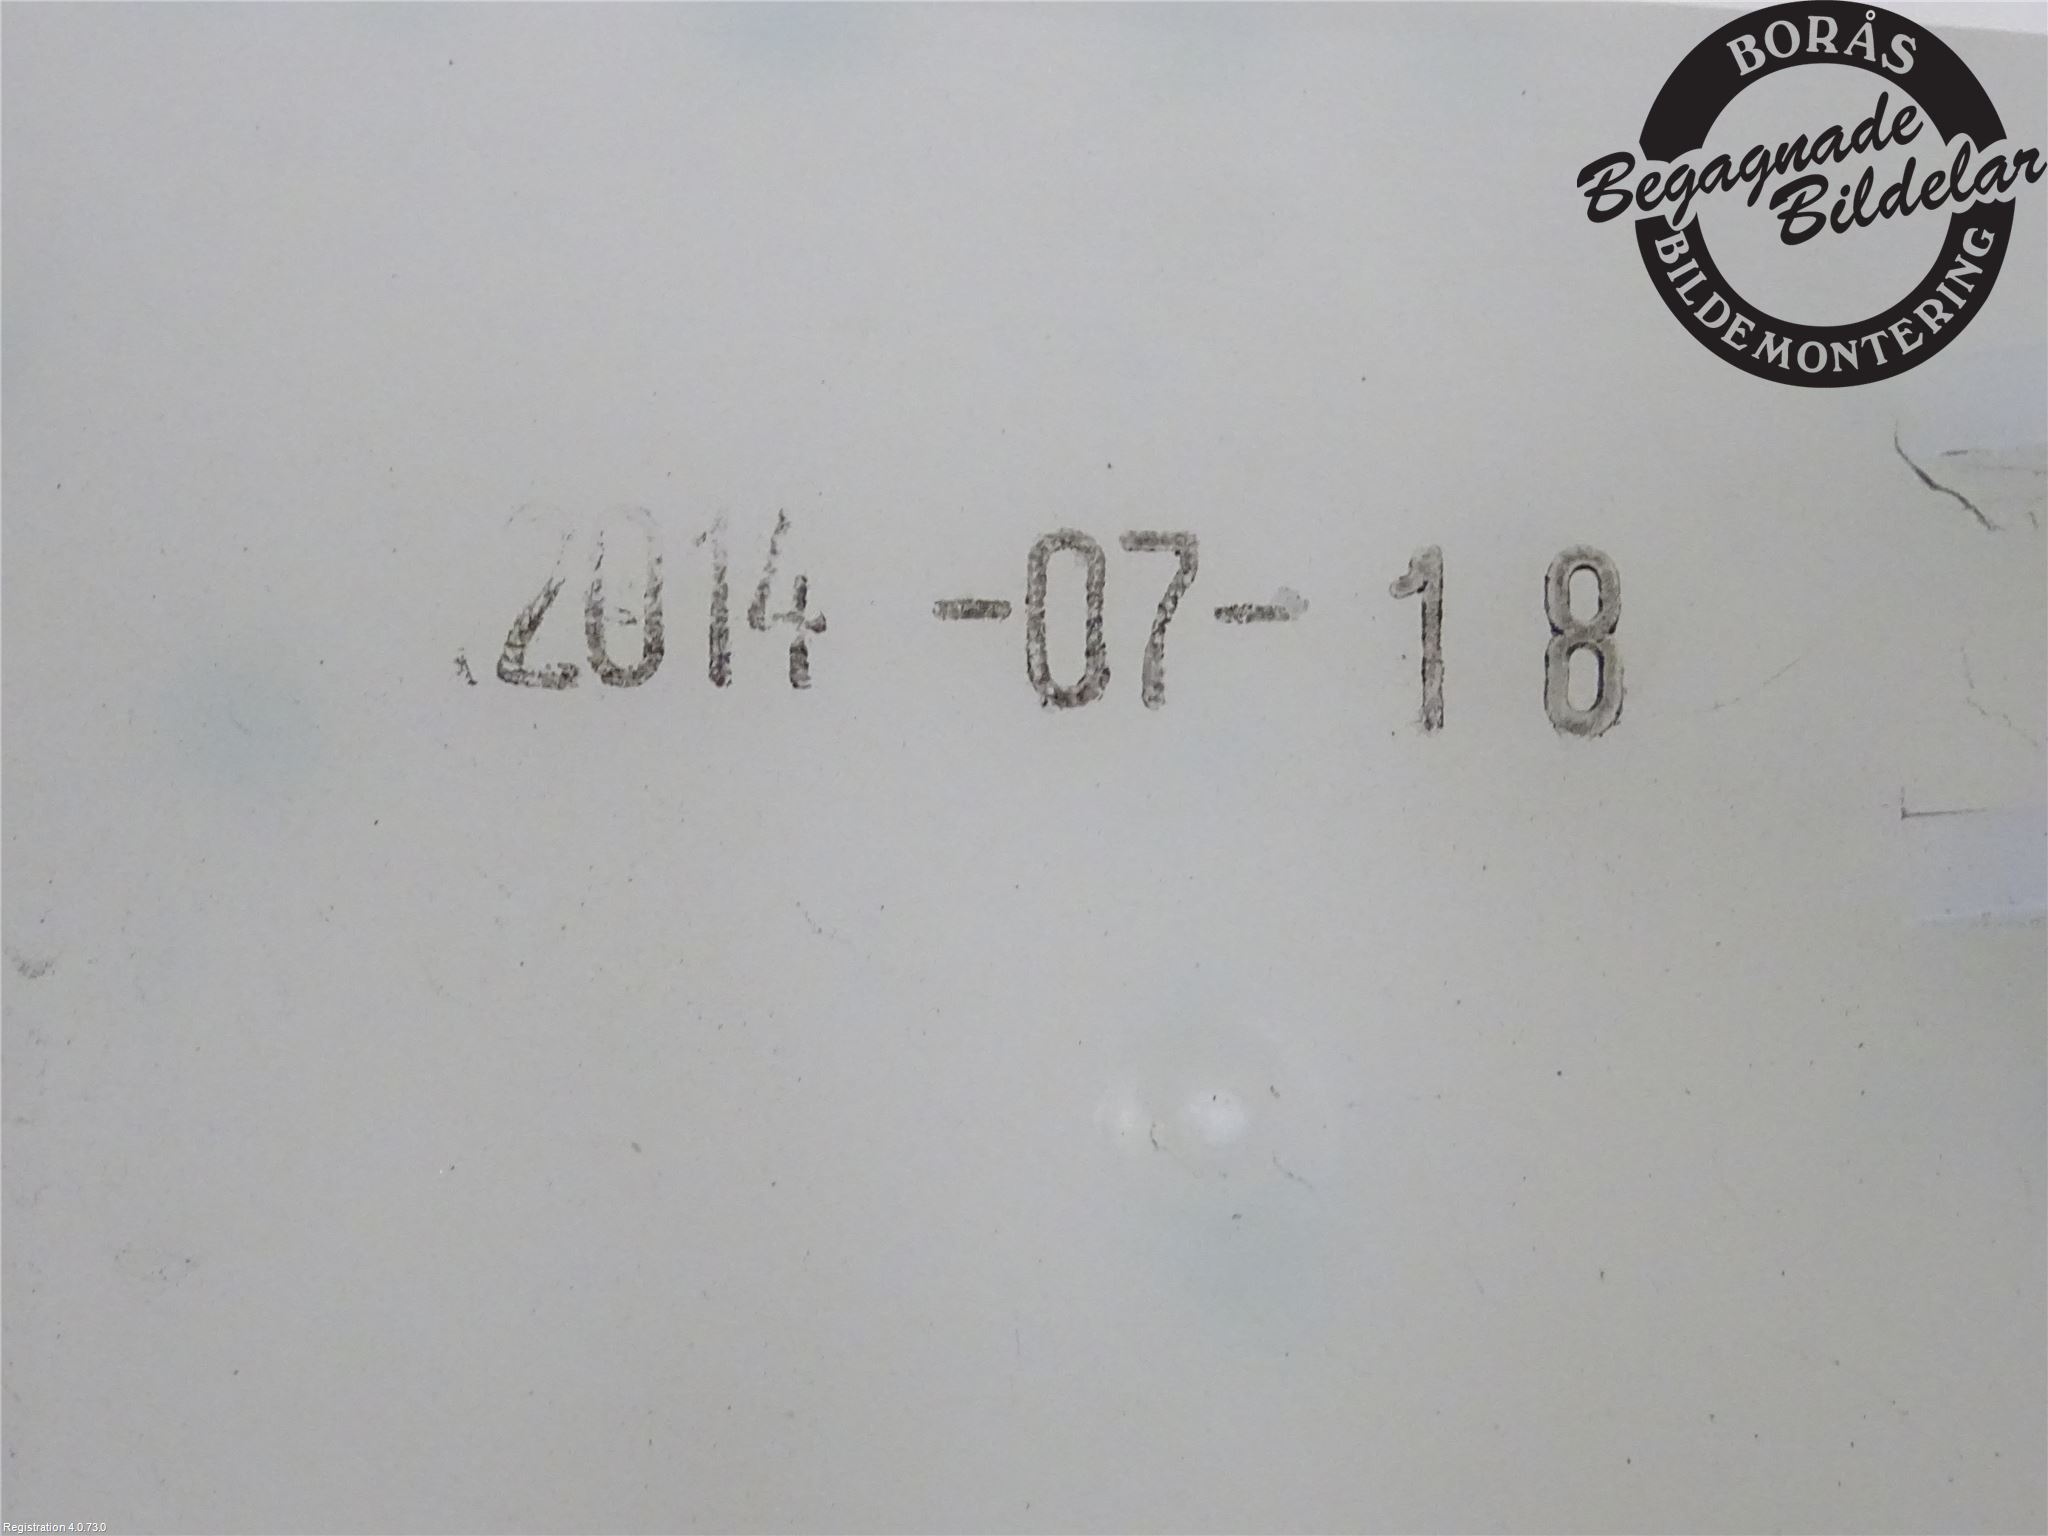 BORÅS
Begagnade
Bildelar
BILDEMONTERING
2014 -07- 18
Registration 4.0.73.0